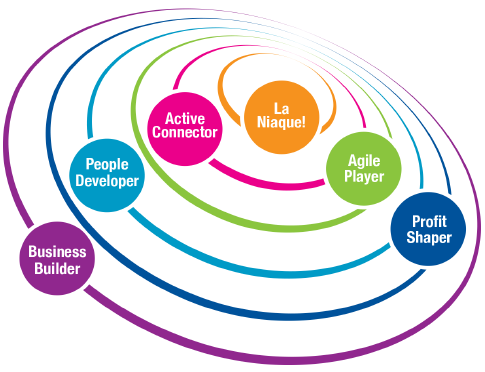 La
Niaque!
Active
Connector
Agile
Player
People
Developer
Profit
Shaper
Business
Builder